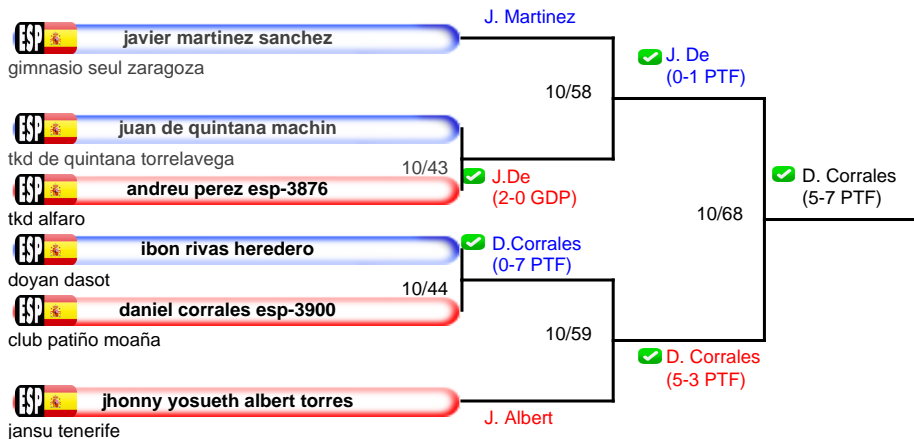 J. Martinez
ESP javier martinez sanchez
gimnasio seul zaragoza
J. De
(0-1 PTF)
10/58
ESP juan de quintana machin
tkd de quintana torrelavega
10/43
J.De
(2-0 GDP)
ESP andreu perez esp-3876
tkd alfaro
D. Corrales
(5-7 PTF)
10/68
ESP ibon rivas heredero
doyan dasot
D.Corrales
(0-7 PTF)
10/44
ESP daniel corrales esp-3900
club patiño moaña
10/59
D. Corrales
(5-3 PTF)
ESP jhonny yosueth albert torres
jansu tenerife
J. Albert